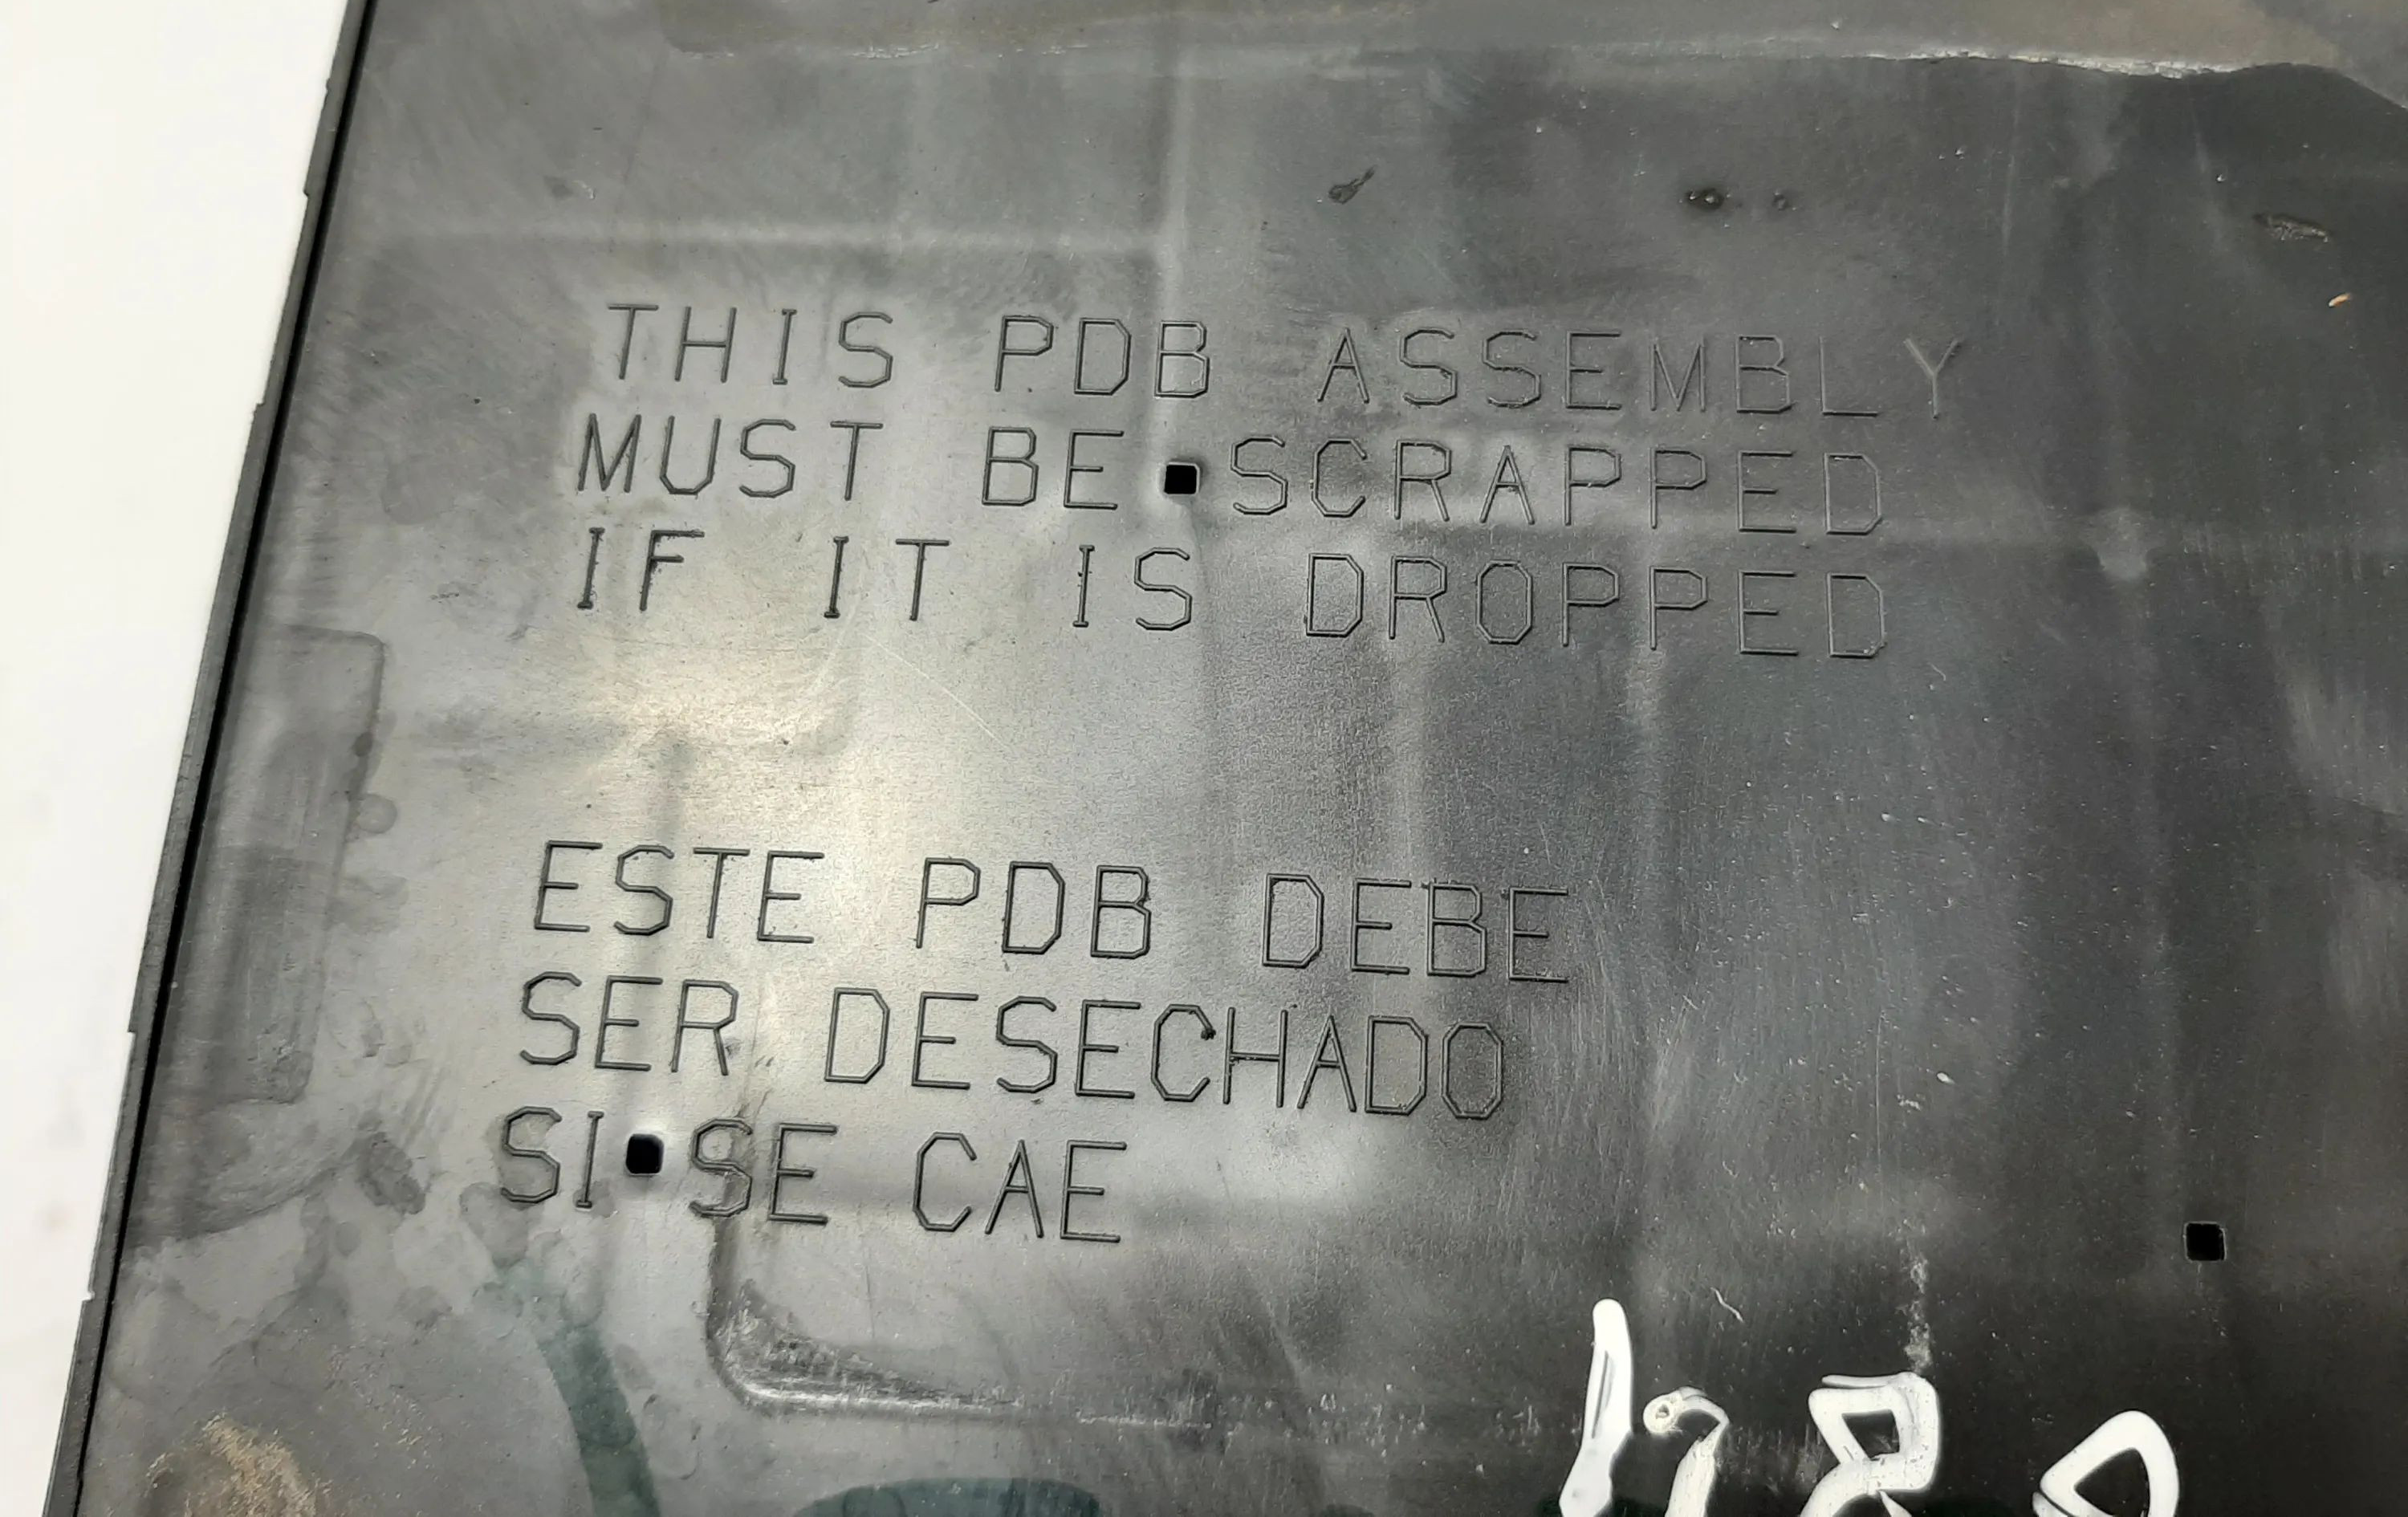 THIS PDB ASSEMBLY
MUST BE SCRAPPED
IF IT IS DROPPED
ESTE PDB DEBE
SER DESECHADO
SI SE CAE